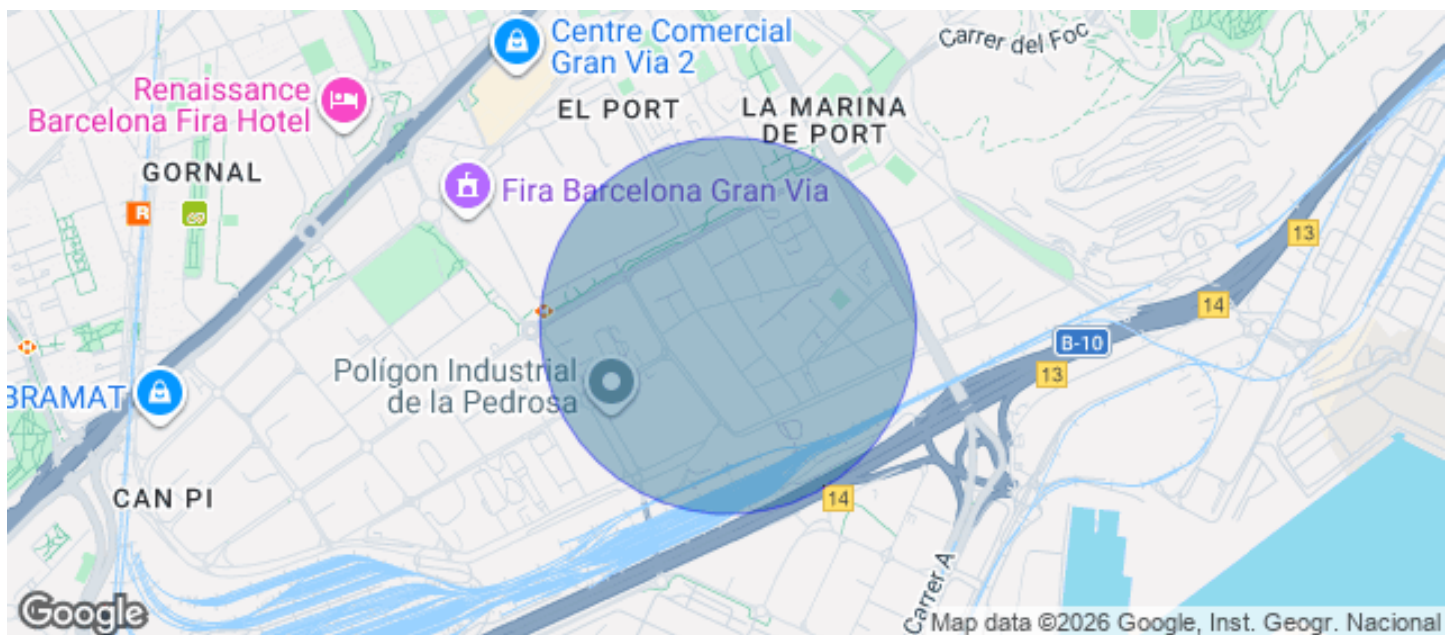 Centre Comercial
Gran Via 2
Carrer del Foc
Renaissance
Barcelona Fira Hotel
EL PORT
LA MARINA
DE PORT
GORNAL
R
Fira Barcelona Gran Via
13
14
B-10
13
Polígon Industrial
de la Pedrosa
BRAMAT
CAN PI
14
Carrer A
Google
Map data ©2026 Google, Inst. Geogr. Nacional